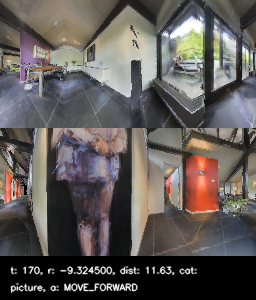 t: 170, r: -9.324500, dist: 11.63, cat:
picture, a: MOVE_FORWARD